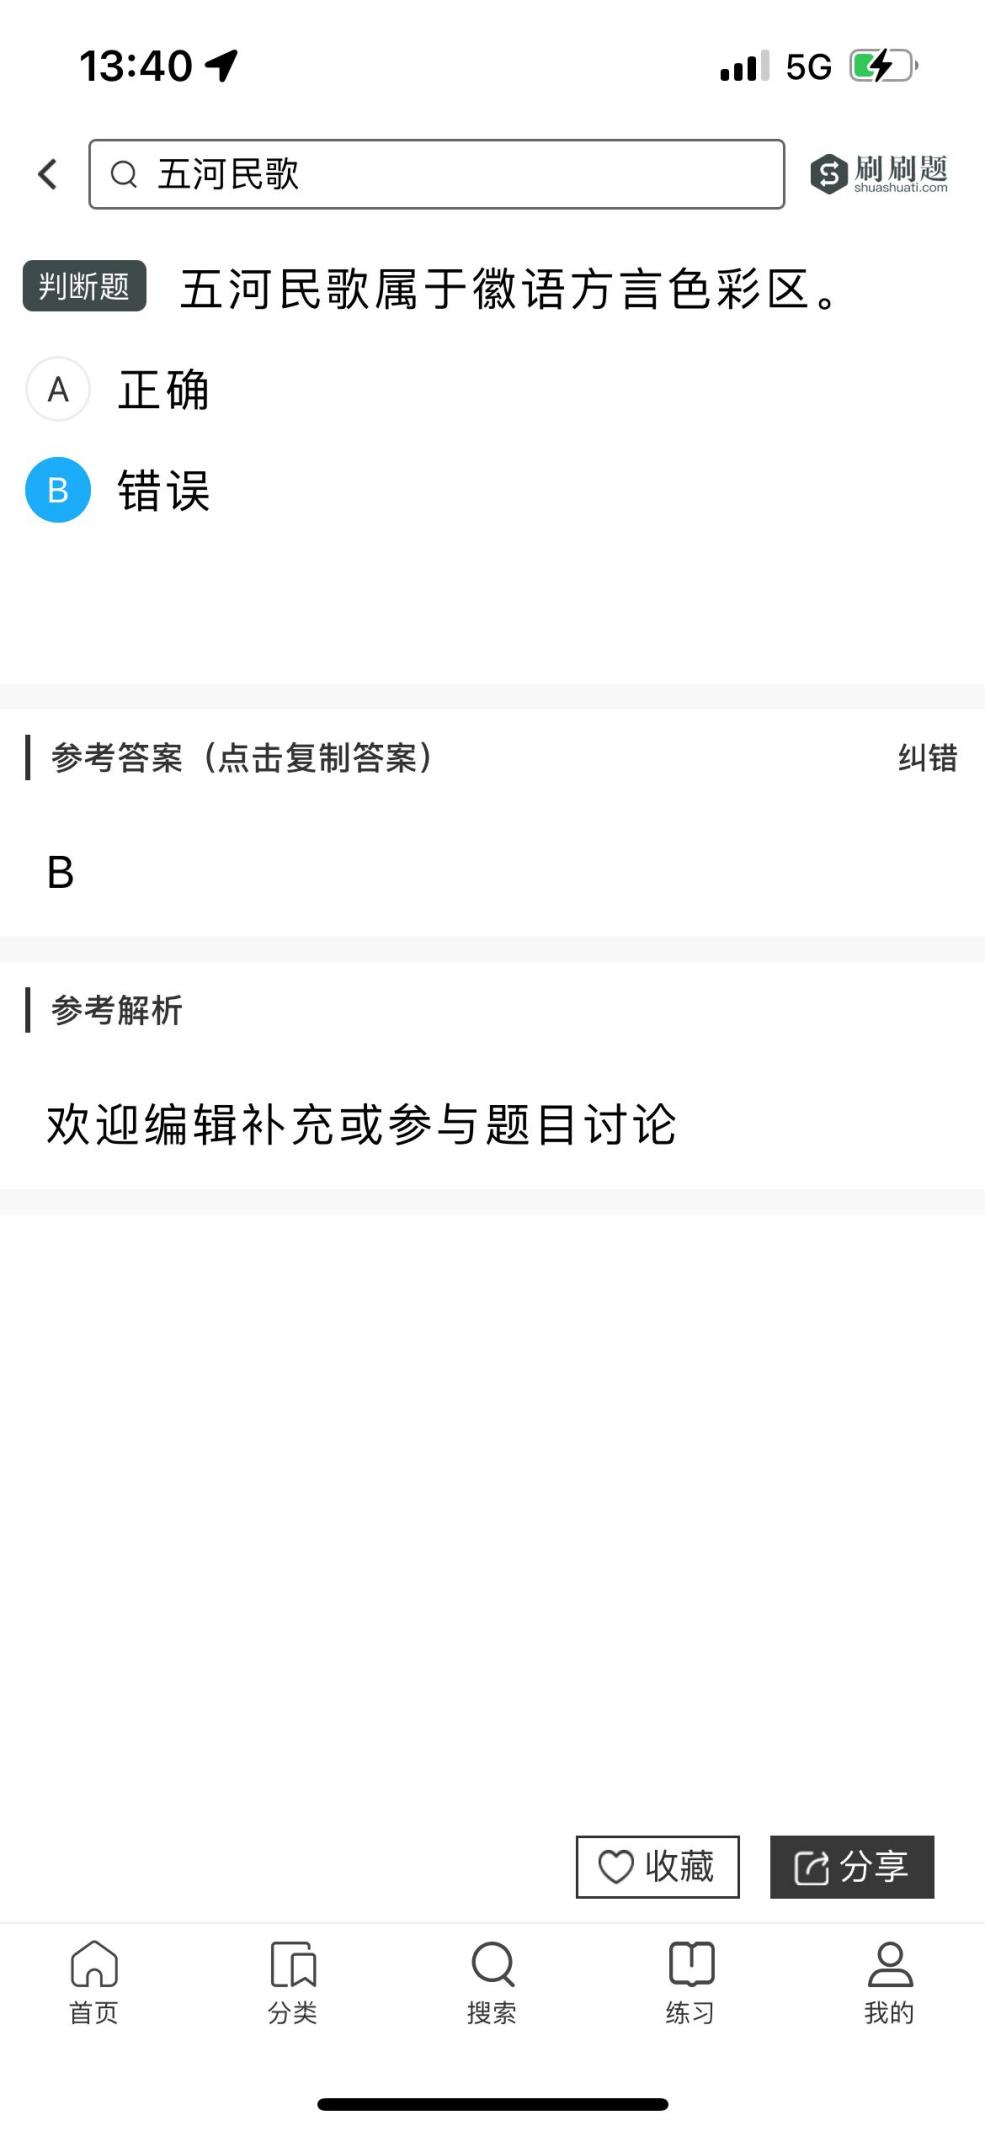 13:40
5G
五河民歌
刷刷题
shuashuati.com
判断题 五河民歌属于徽语方言色彩区。
A 正确
B 错误
参考答案（点击复制答案） 纠错
B
参考解析
欢迎编辑补充或参与题目讨论
收藏 分享
首页 分类 搜索 练习 我的